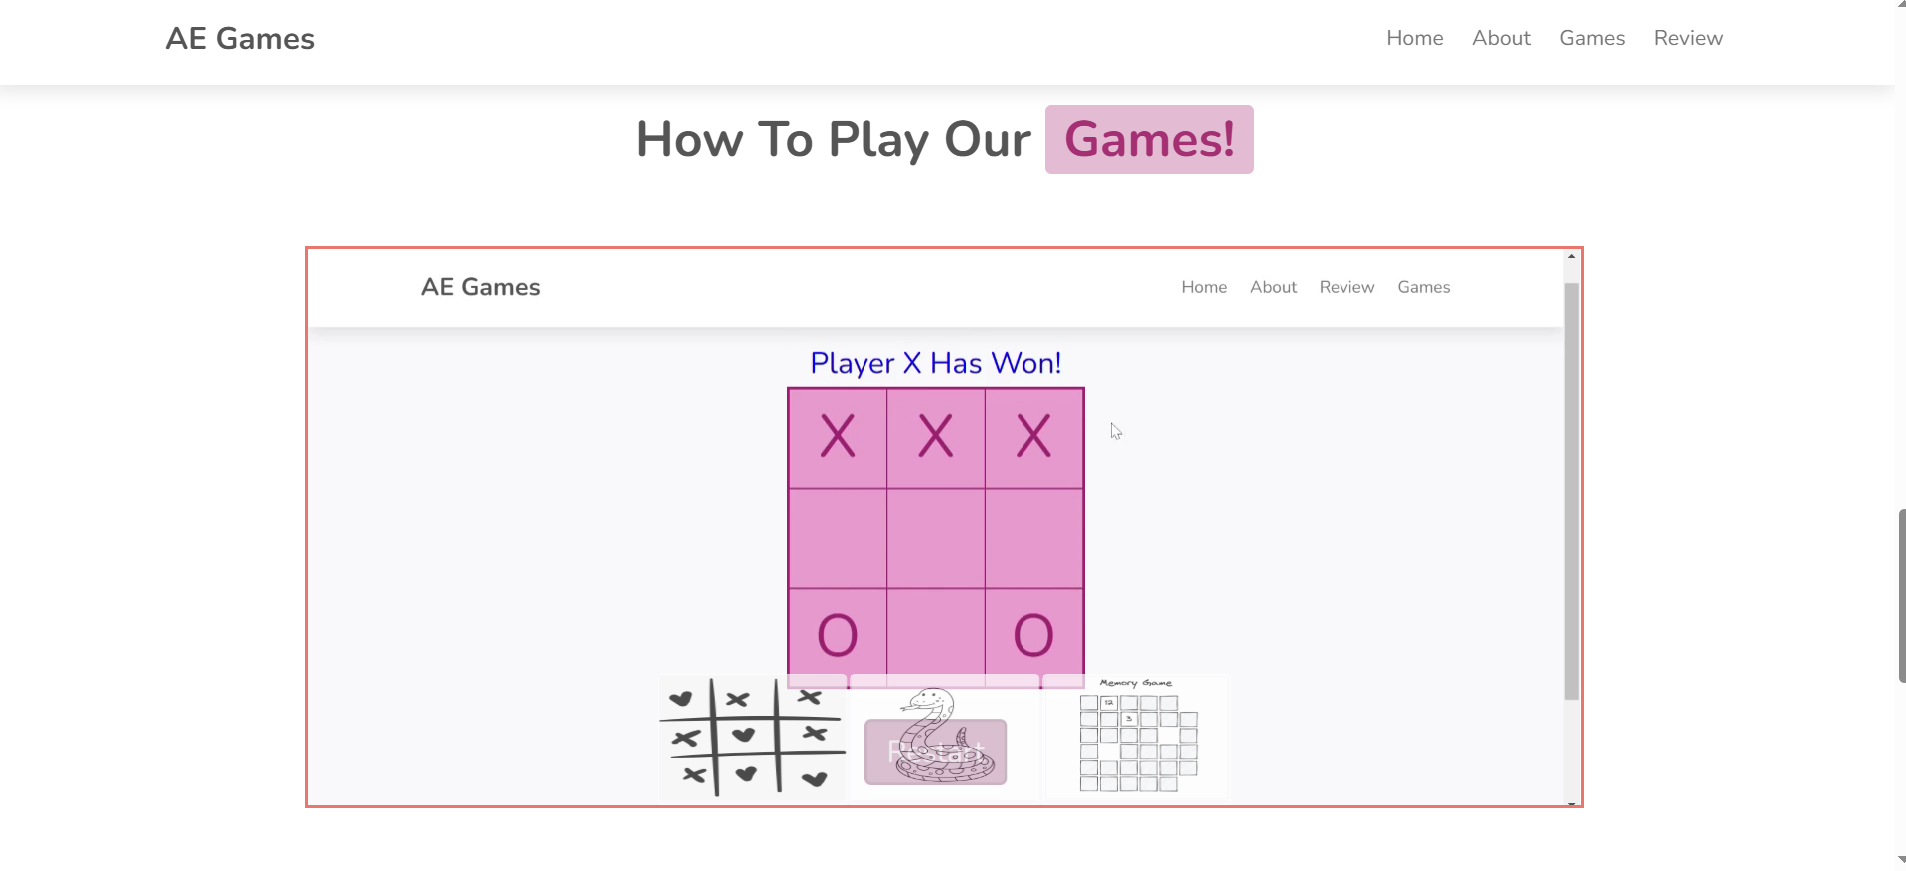 AE Games
Home About Games Review
How To Play Our Games!
AE Games
Home About Review Games
Player X Has Won!
X X X
O O
Memory Game
12
3
Restart